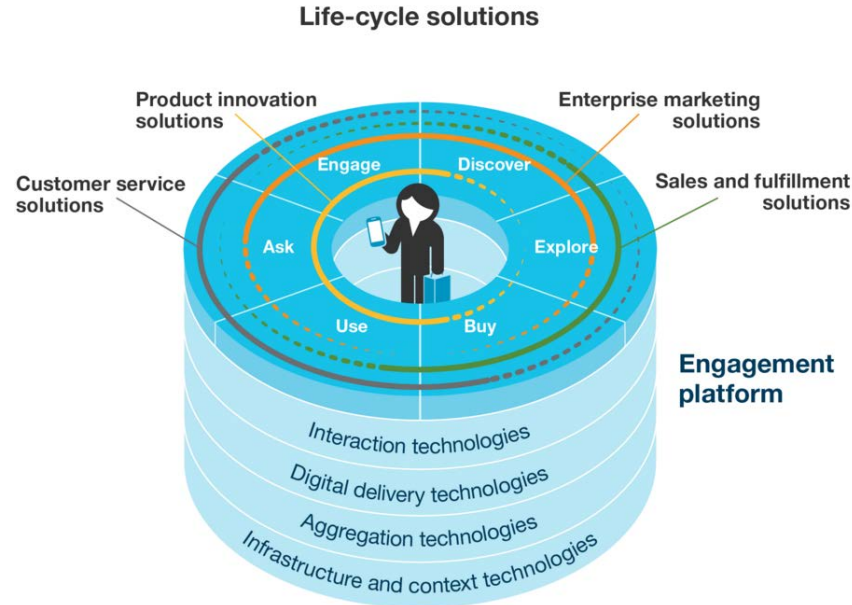 Life-cycle solutions
Product innovation
solutions
Enterprise marketing
solutions
Customer service
solutions
Sales and fulfillment
solutions
Engage
Discover
Ask
Explore
Use
Buy
Engagement
platform
Interaction technologies
Digital delivery technologies
Aggregation technologies
Infrastructure and context technologies